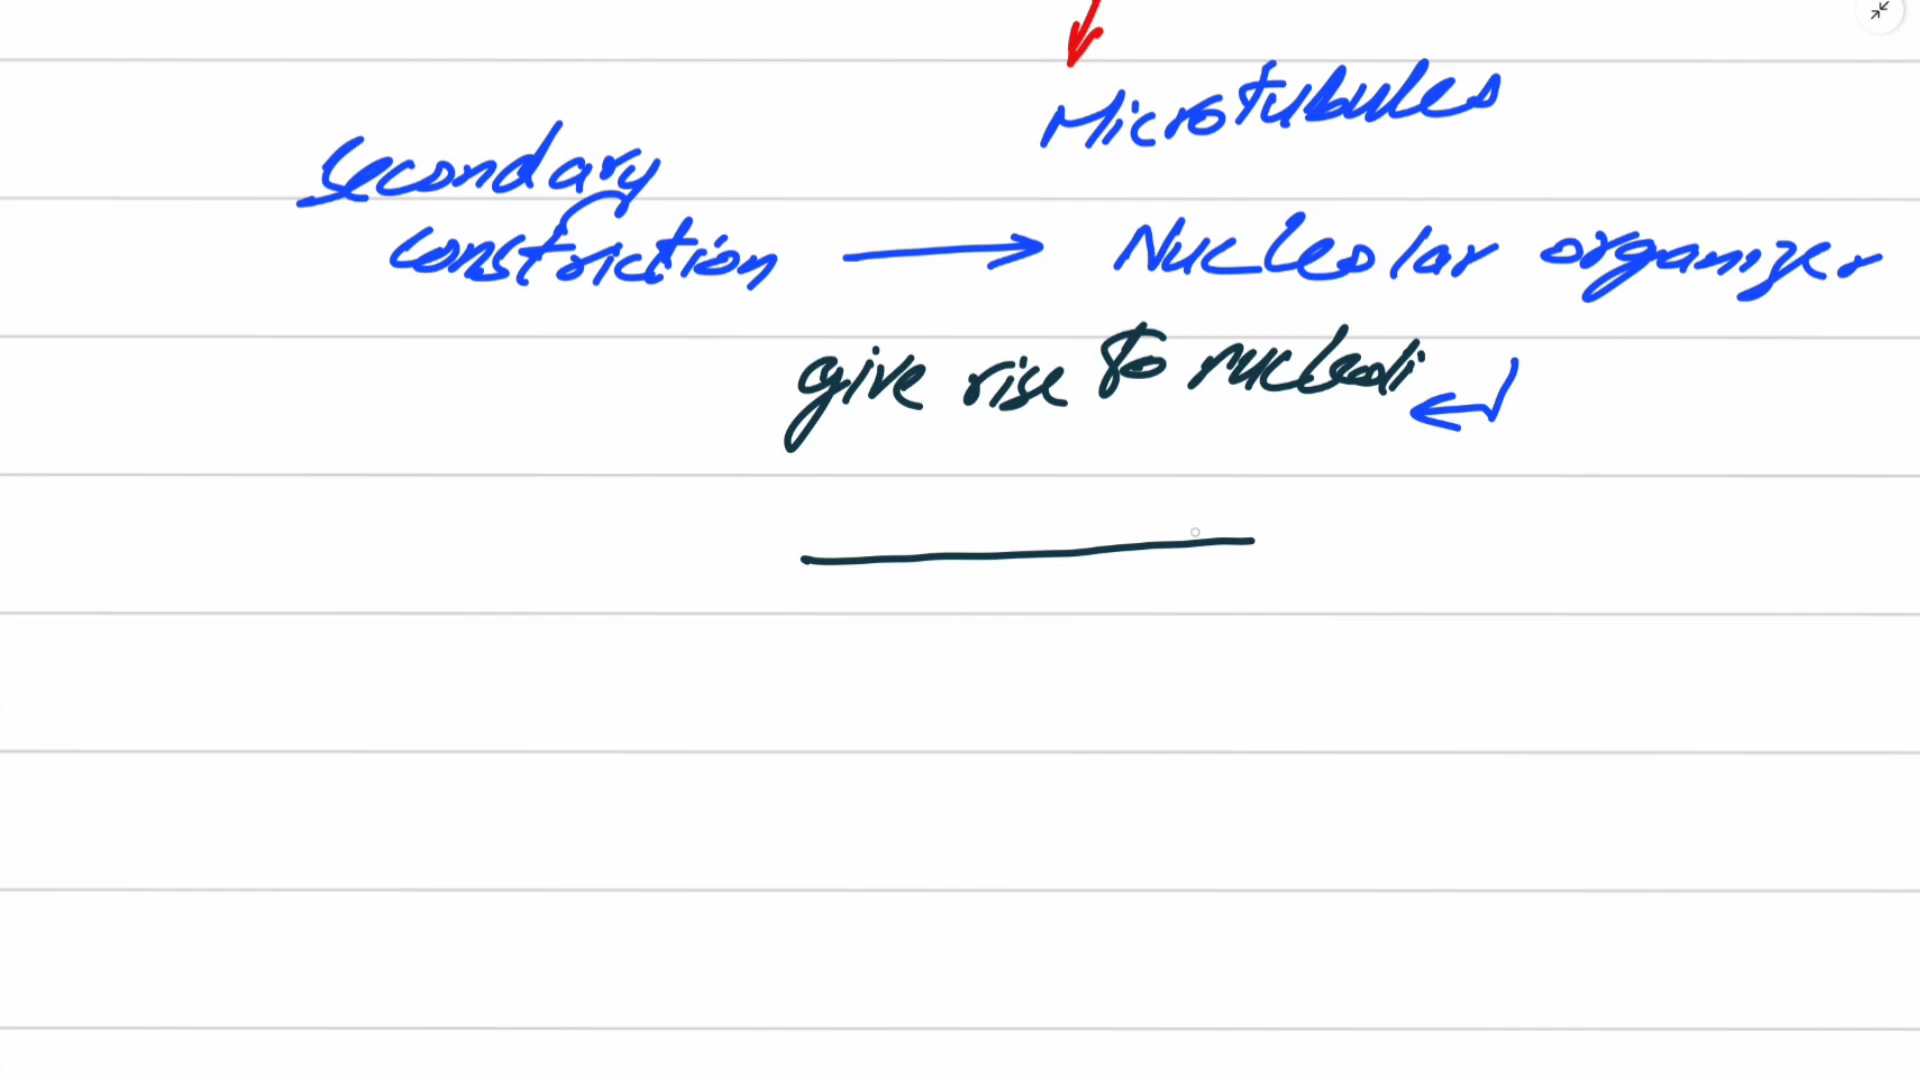 Microtubules
Secondary
constriction → Nucleolar organizer
give rise to nucleoli